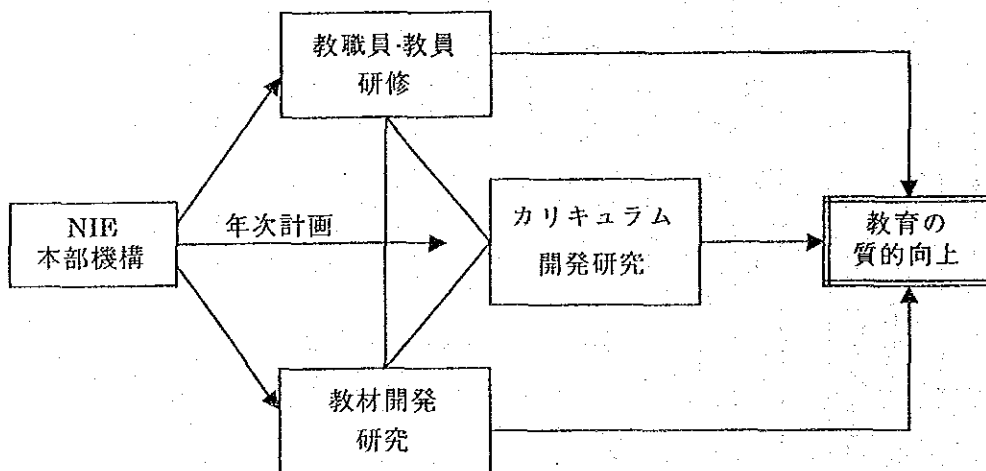 教職員・教員
研修
NIE
本部機構
年次計画
カリキュラム
開発研究
教育の
質的向上
教材開発
研究